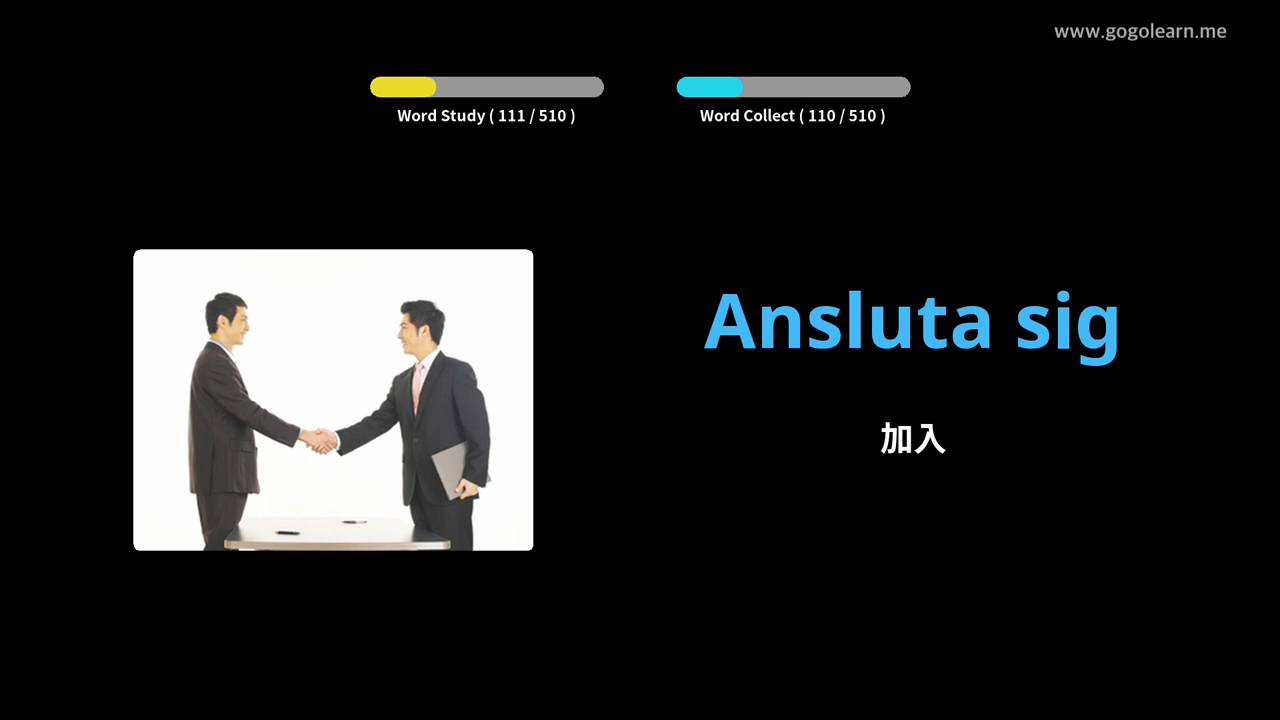 www.gogolearn.me
Word Study ( 111 / 510 )
Word Collect ( 110 / 510 )
Ansluta sig
加入